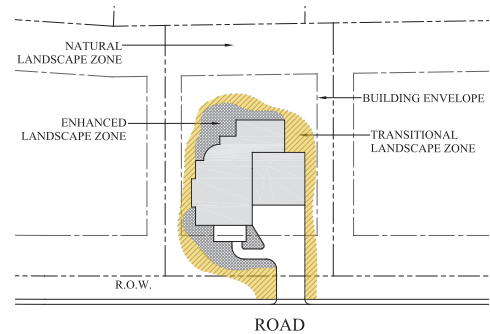 NATURAL
LANDSCAPE ZONE
BUILDING ENVELOPE
ENHANCED
LANDSCAPE ZONE
TRANSITIONAL
LANDSCAPE ZONE
R.O.W.
ROAD